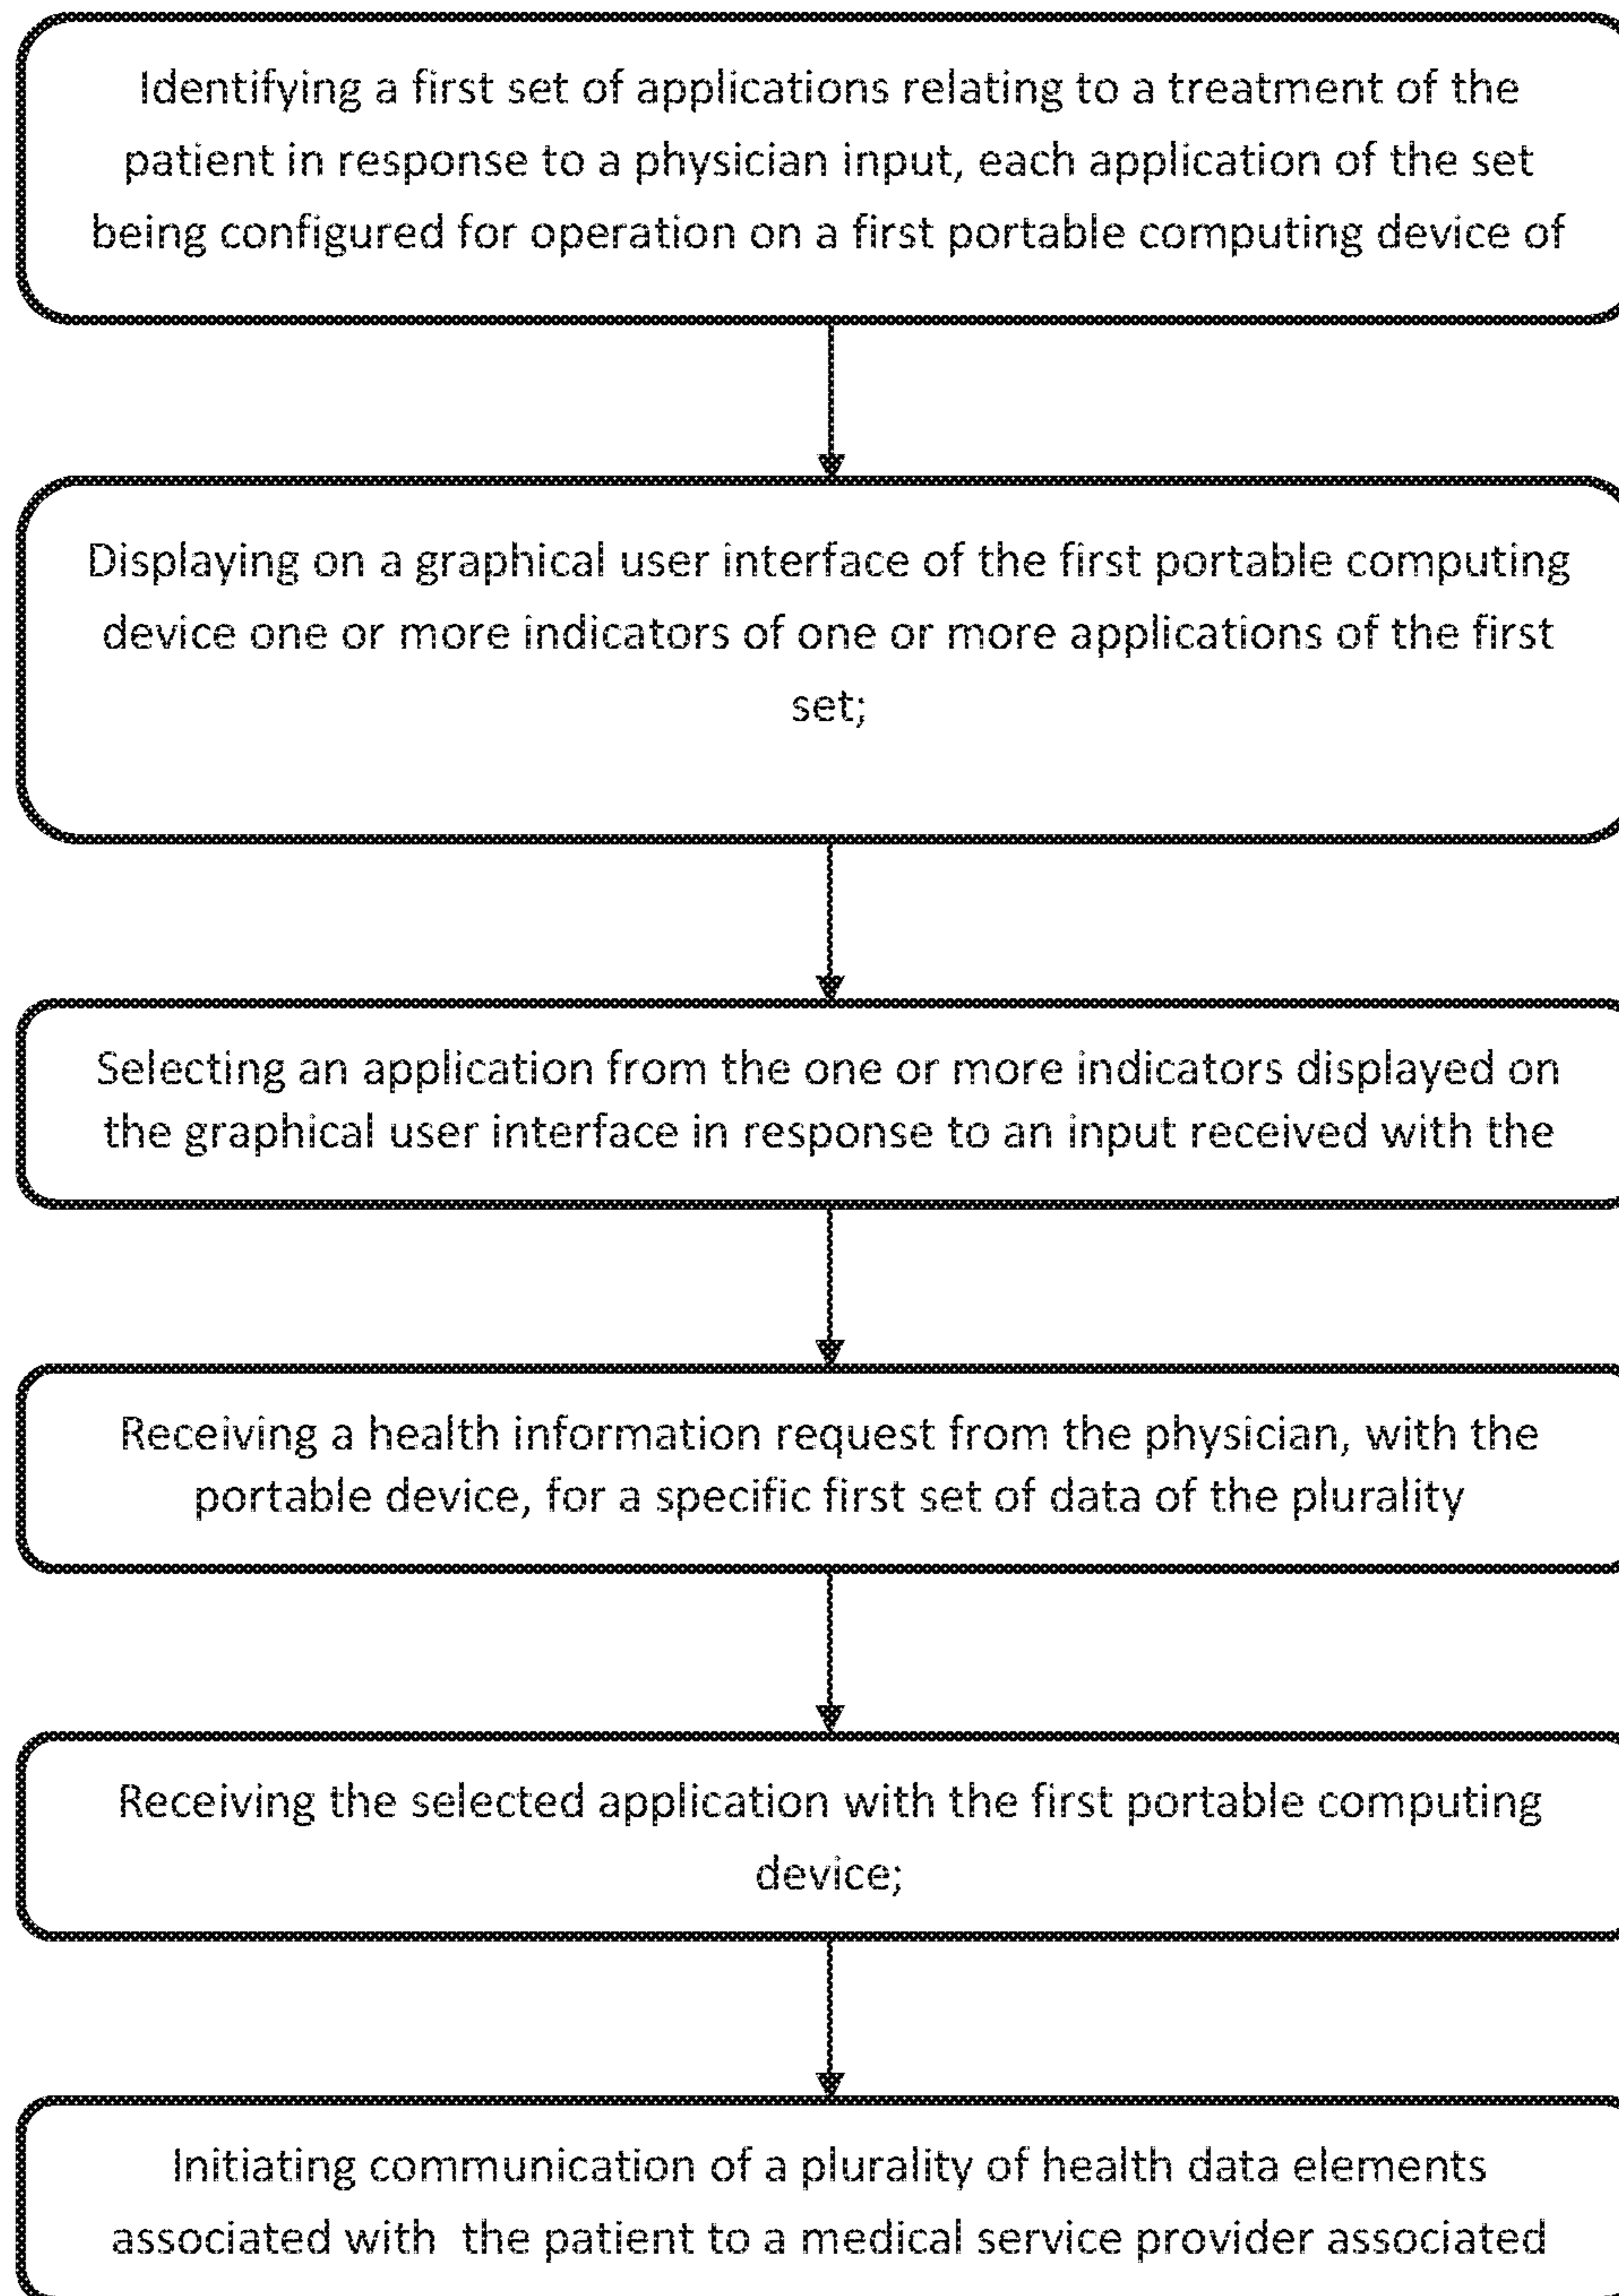 Identifying a first set of applications relating to a treatment of the
patient in response to a physician input, each application of the set
being configured for operation on a first portable computing device of
Displaying on a graphical user interface of the first portable computing
device one or more indicators of one or more applications of the first
set;
Selecting an application from the one or more indicators displayed on
the graphical user interface in response to an input received with the
Receiving a health information request from the physician, with the
portable device, for a specific first set of data of the plurality
Receiving the selected application with the first portable computing
device;
Initiating communication of a plurality of health data elements
associated with the patient to a medical service provider associated